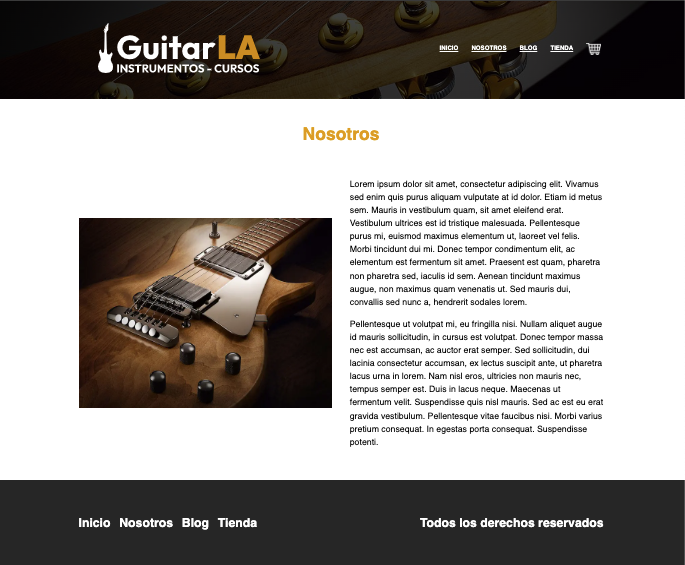 GuitarLA
INSTRUMENTOS - CURSOS
INICIO NOSOTROS BLOG TIENDA
Nosotros
Lorem ipsum dolor sit amet, consectetur adipiscing elit. Vivamus
sed enim quis purus aliquam vulputate at id dolor. Etiam id metus
sem. Mauris in vestibulum quam, sit amet eleifend erat.
Vestibulum ultrices est id tristique malesuada. Pellentesque
purus mi, euismod maximus elementum ut, laoreet vel felis.
Morbi tincidunt dui mi. Donec tempor condimentum elit, ac
elementum est fermentum sit amet. Praesent est quam, pharetra
non pharetra sed, iaculis id sem. Aenean tincidunt maximus
augue, non maximus quam venenatis ut. Sed mauris dui,
convallis sed nunc a, hendrerit sodales lorem.
Pellentesque ut volutpat mi, eu fringilla nisi. Nullam aliquet augue
id mauris sollicitudin, in cursus est volutpat. Donec tempor massa
nec est accumsan, ac auctor erat semper. Sed sollicitudin, dui
lacinia consectetur accumsan, ex lectus suscipit ante, ut pharetra
lacus urna in lorem. Nam nisl eros, ultricies non mauris nec,
tempus semper est. Duis in lacus neque. Maecenas ut
fermentum velit. Suspendisse quis nisl mauris. Sed ac est eu erat
gravida vestibulum. Pellentesque vitae faucibus nisi. Morbi varius
pretium consequat. In egestas porta consequat. Suspendisse
potenti.
Inicio Nosotros Blog Tienda
Todos los derechos reservados